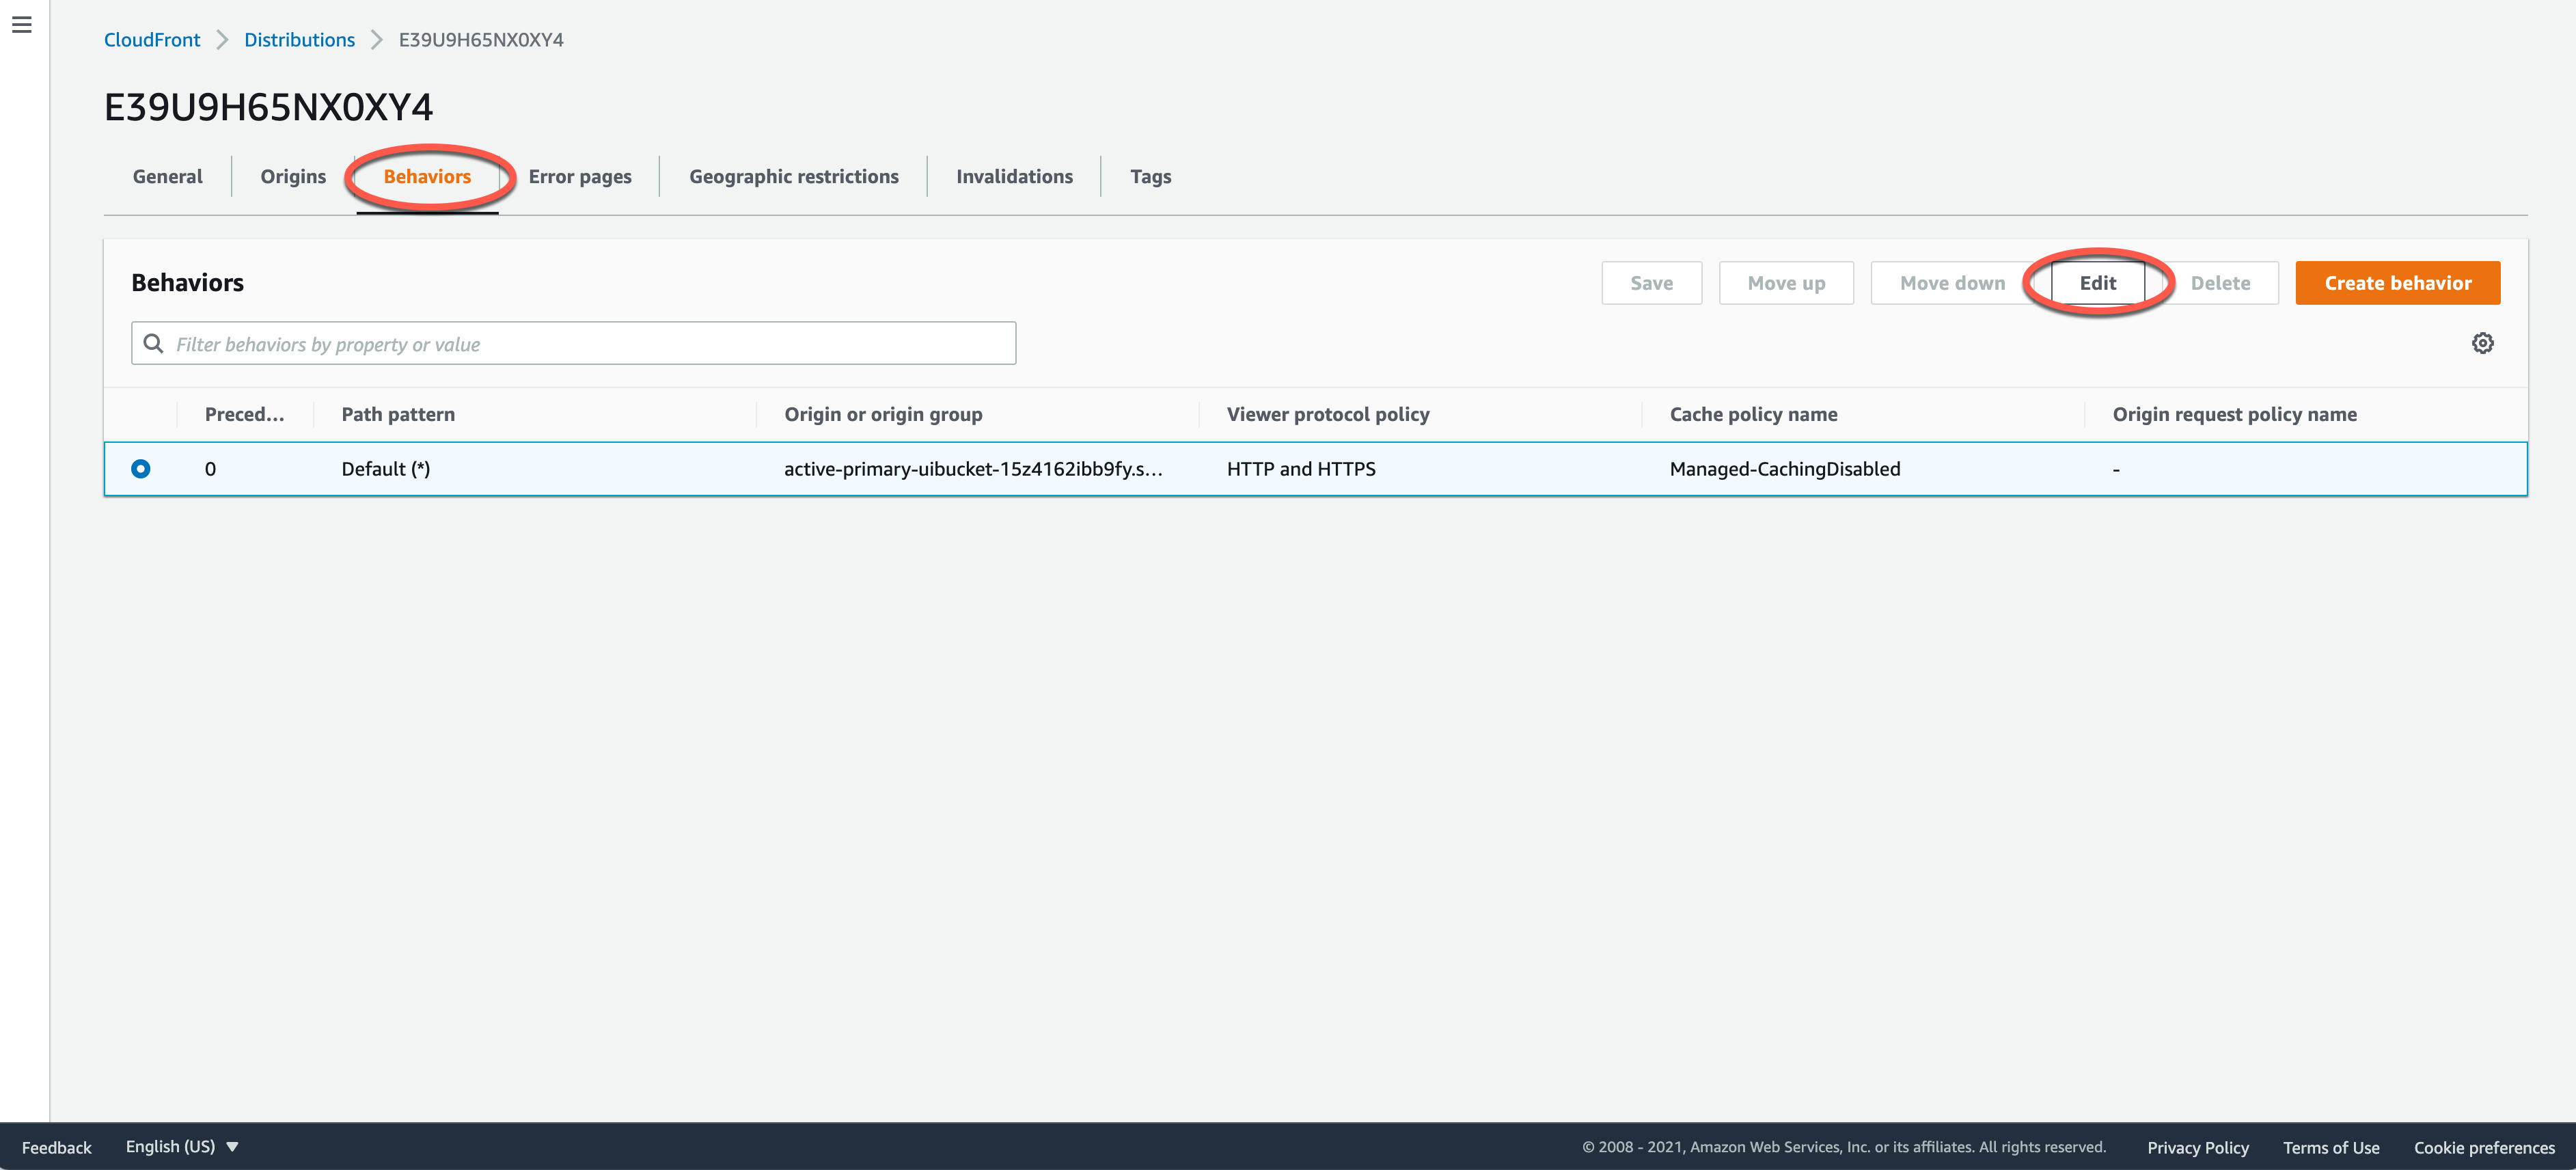 CloudFront Distributions E39U9H65NX0XY4
E39U9H65NX0XY4
General Origins Behaviors Error pages Geographic restrictions Invalidations Tags
Behaviors Save Move up Move down Edit Delete Create behavior
Filter behaviors by property or value
Preced... Path pattern Origin or origin group Viewer protocol policy Cache policy name Origin request policy name
0 Default (*) active-primary-uibucket-15z4162ibb9fy.s... HTTP and HTTPS Managed-CachingDisabled -
Feedback English (US) © 2008 - 2021, Amazon Web Services, Inc. or its affiliates. All rights reserved. Privacy Policy Terms of Use Cookie preferences